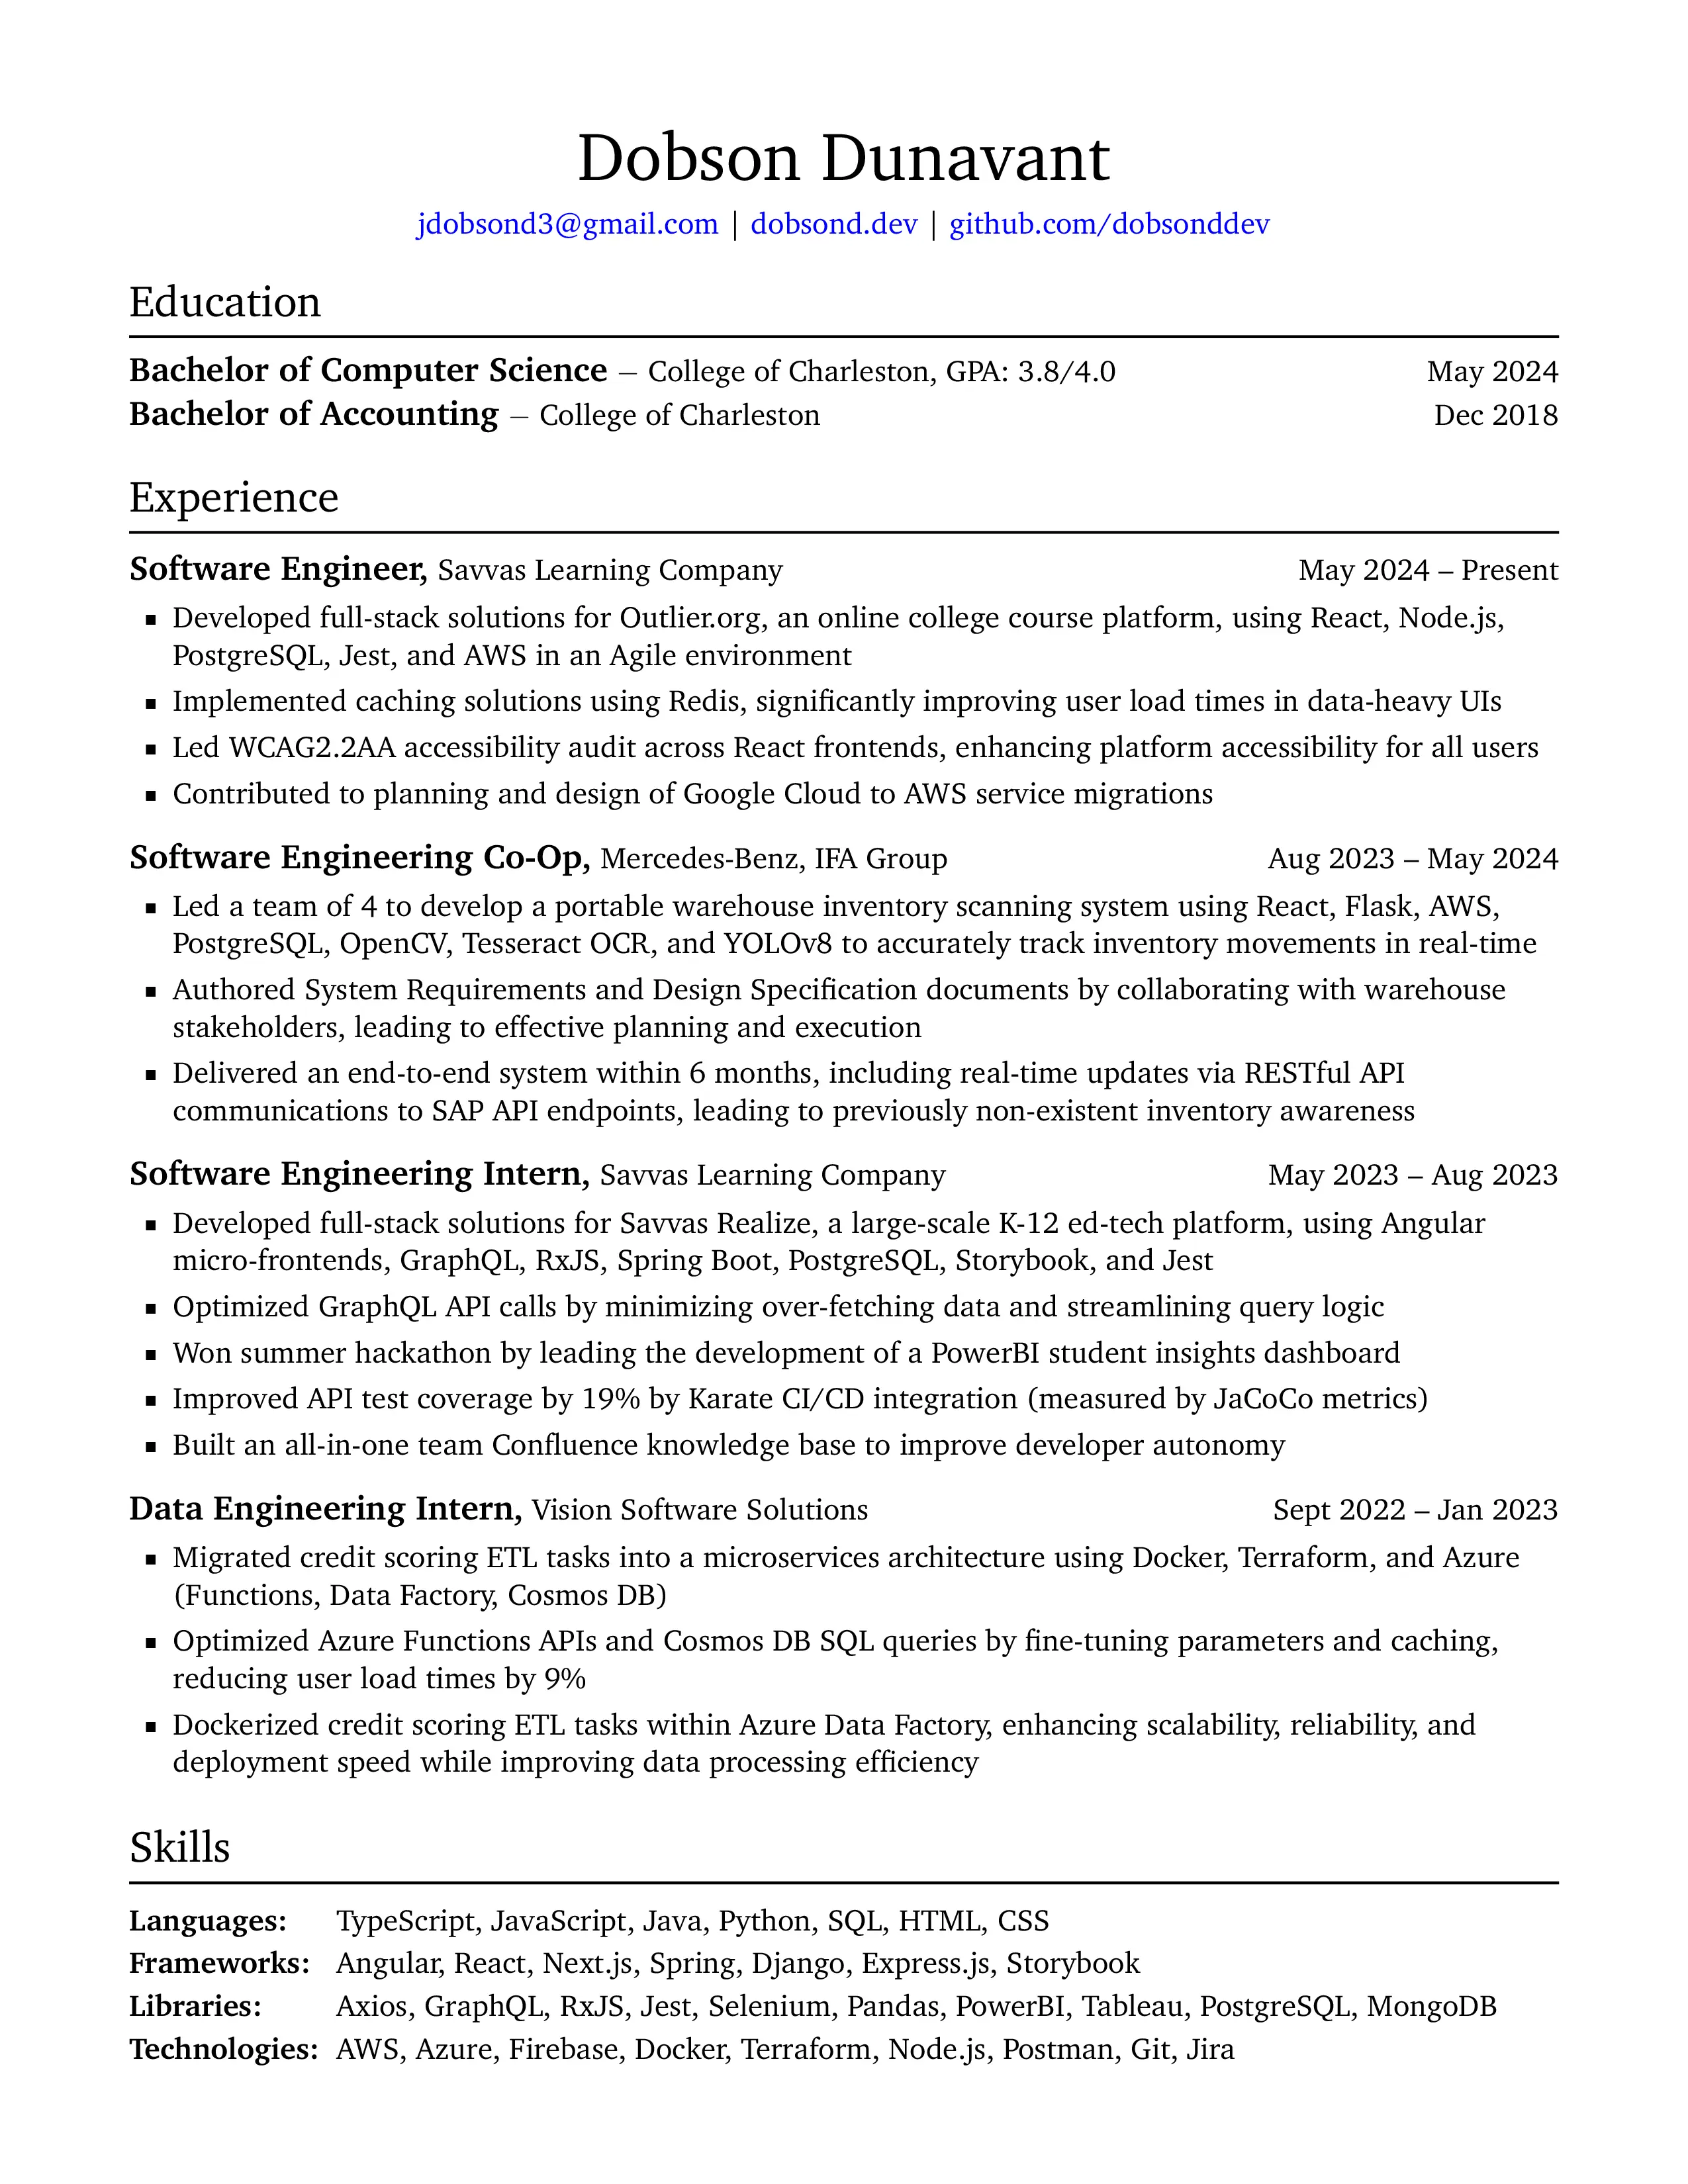 Dobson Dunavant
jdobsond3@gmail.com | dobsond.dev | github.com/dobsonddev
Education
Bachelor of Computer Science – College of Charleston, GPA: 3.8/4.0 May 2024
Bachelor of Accounting – College of Charleston Dec 2018
Experience
Software Engineer, Savvas Learning Company May 2024 – Present
▪ Developed full-stack solutions for Outlier.org, an online college course platform, using React, Node.js,
PostgreSQL, Jest, and AWS in an Agile environment
▪ Implemented caching solutions using Redis, significantly improving user load times in data-heavy UIs
▪ Led WCAG2.2AA accessibility audit across React frontends, enhancing platform accessibility for all users
▪ Contributed to planning and design of Google Cloud to AWS service migrations
Software Engineering Co-Op, Mercedes-Benz, IFA Group Aug 2023 – May 2024
▪ Led a team of 4 to develop a portable warehouse inventory scanning system using React, Flask, AWS,
PostgreSQL, OpenCV, Tesseract OCR, and YOLOv8 to accurately track inventory movements in real-time
▪ Authored System Requirements and Design Specification documents by collaborating with warehouse
stakeholders, leading to effective planning and execution
▪ Delivered an end-to-end system within 6 months, including real-time updates via RESTful API
communications to SAP API endpoints, leading to previously non-existent inventory awareness
Software Engineering Intern, Savvas Learning Company May 2023 – Aug 2023
▪ Developed full-stack solutions for Savvas Realize, a large-scale K-12 ed-tech platform, using Angular
micro-frontends, GraphQL, RxJS, Spring Boot, PostgreSQL, Storybook, and Jest
▪ Optimized GraphQL API calls by minimizing over-fetching data and streamlining query logic
▪ Won summer hackathon by leading the development of a PowerBI student insights dashboard
▪ Improved API test coverage by 19% by Karate CI/CD integration (measured by JaCoCo metrics)
▪ Built an all-in-one team Confluence knowledge base to improve developer autonomy
Data Engineering Intern, Vision Software Solutions Sept 2022 – Jan 2023
▪ Migrated credit scoring ETL tasks into a microservices architecture using Docker, Terraform, and Azure
(Functions, Data Factory, Cosmos DB)
▪ Optimized Azure Functions APIs and Cosmos DB SQL queries by fine-tuning parameters and caching,
reducing user load times by 9%
▪ Dockerized credit scoring ETL tasks within Azure Data Factory, enhancing scalability, reliability, and
deployment speed while improving data processing efficiency
Skills
Languages: TypeScript, JavaScript, Java, Python, SQL, HTML, CSS
Frameworks: Angular, React, Next.js, Spring, Django, Express.js, Storybook
Libraries: Axios, GraphQL, RxJS, Jest, Selenium, Pandas, PowerBI, Tableau, PostgreSQL, MongoDB
Technologies: AWS, Azure, Firebase, Docker, Terraform, Node.js, Postman, Git, Jira